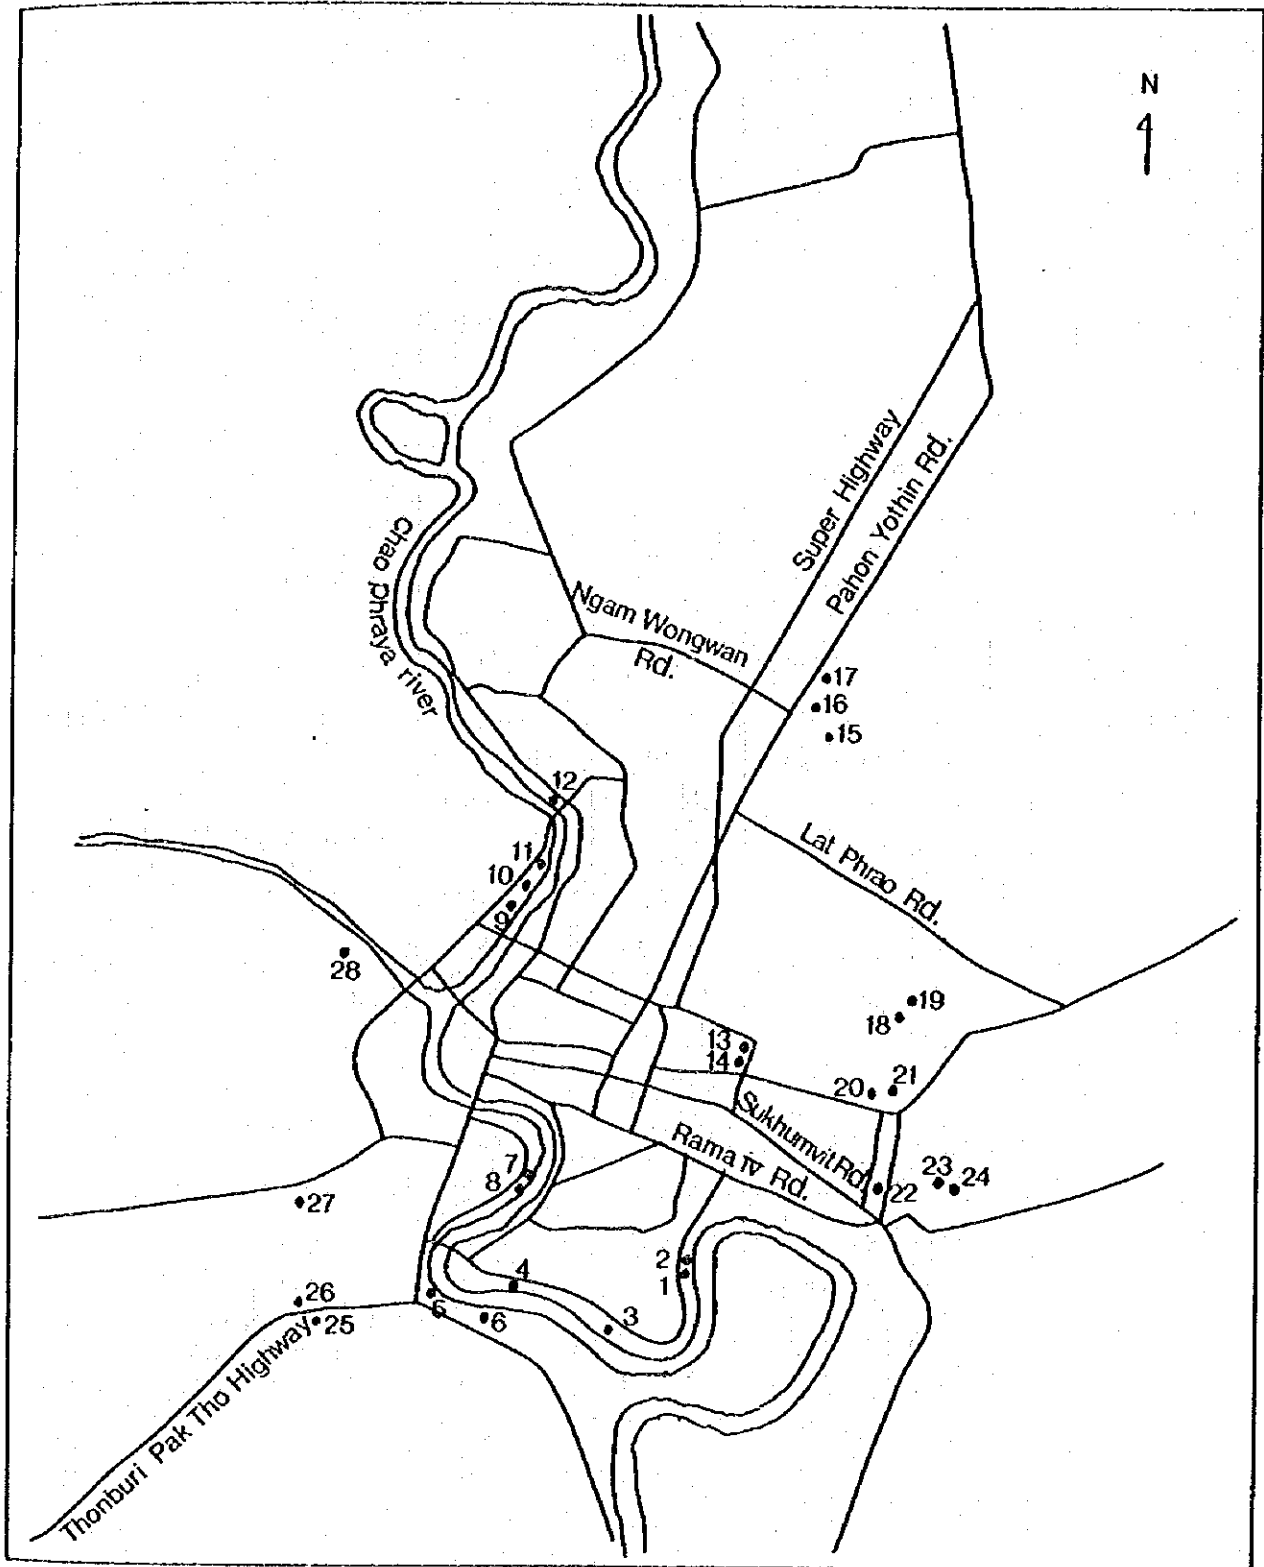 N
Super Highway
Pahon Yothin Rd.
Chao phraya river
Ngam Wongwan
Rd.
17
16
15
12
Lat Phrao Rd.
11
10
9
28
19
18
13
14
20
21
Sukhumvit Rd.
Rama IV Rd.
7
8
23
24
22
27
2
1
4
26
5
3
25
6
Thonburi Pak Tho Highway